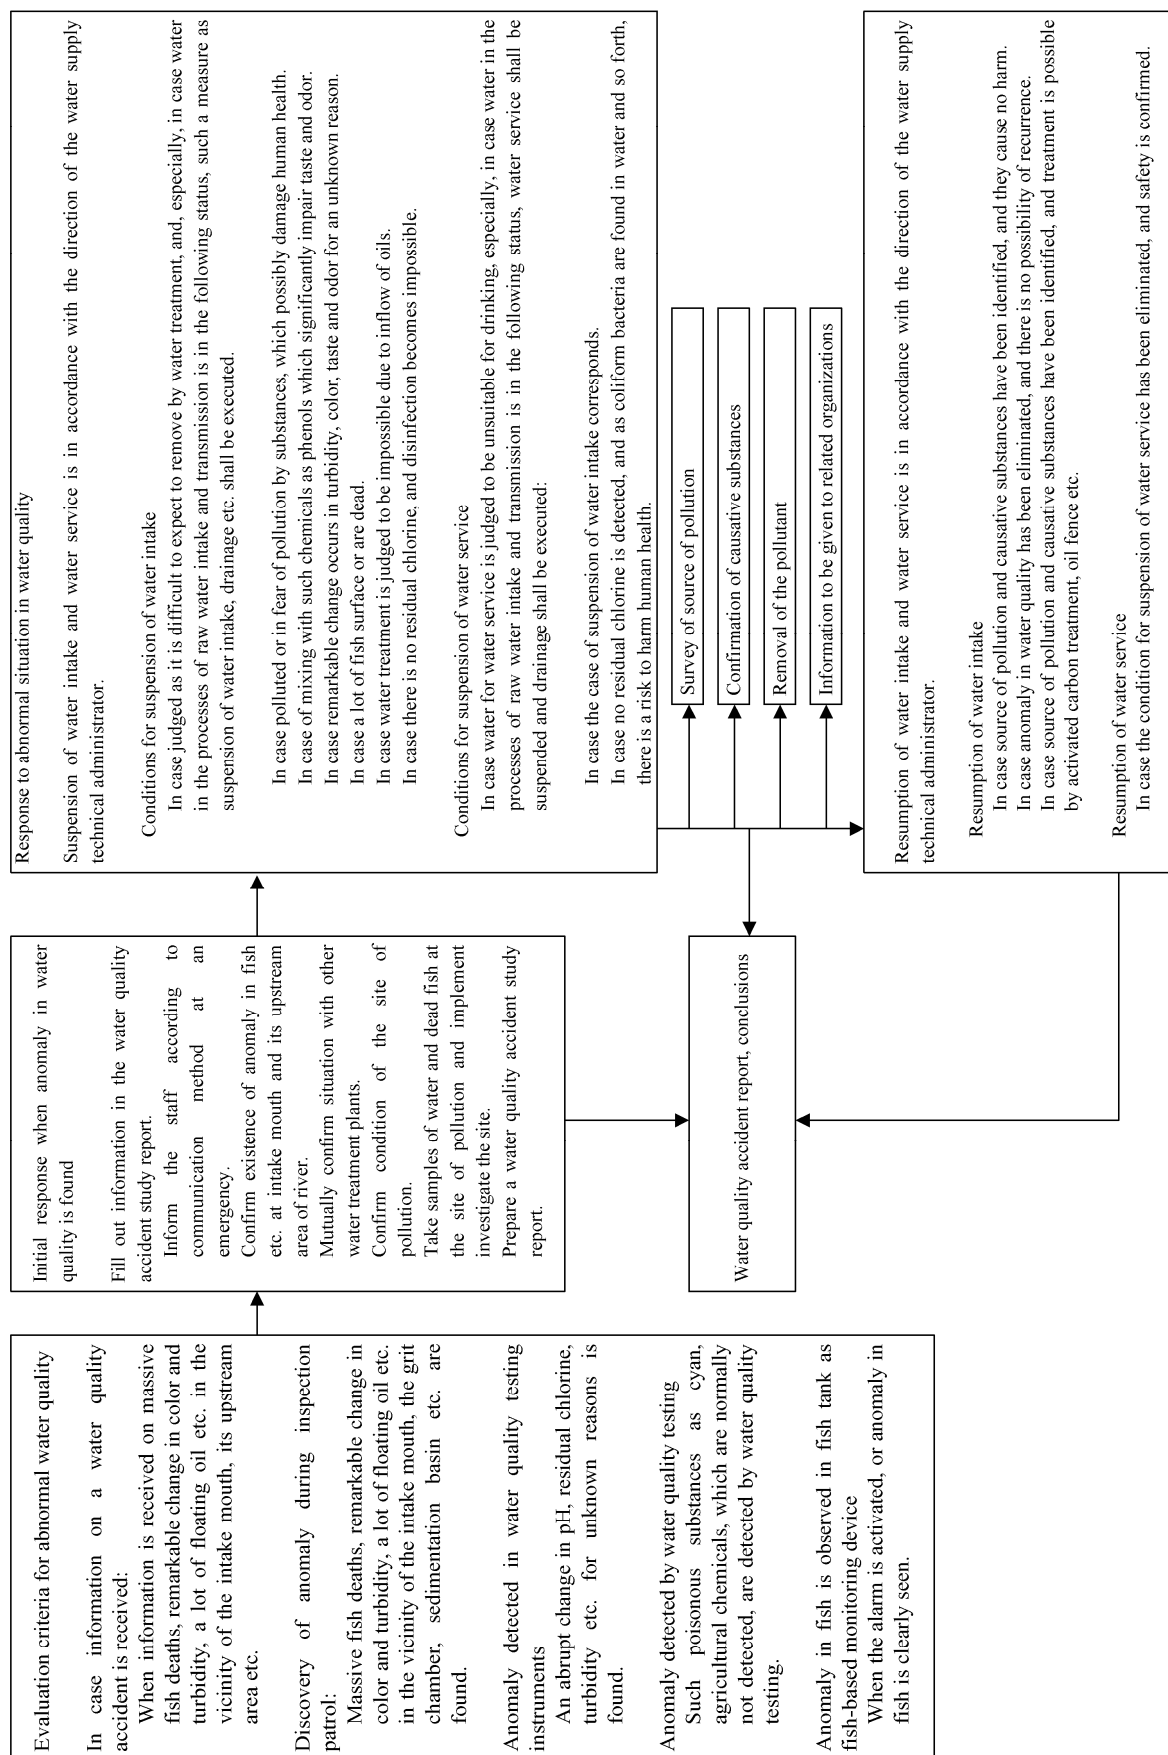 Evaluation criteria for abnormal water quality
In case information on a water quality
accident is received:
When information is received on massive
fish deaths, remarkable change in color and
turbidity, a lot of floating oil etc. in the
vicinity of the intake mouth, its upstream
area etc.
Discovery of anomaly during inspection
patrol:
Massive fish deaths, remarkable change in
color and turbidity, a lot of floating oil etc.
in the vicinity of the intake mouth, the grit
chamber, sedimentation basin etc. are
found.
Anomaly detected in water quality testing
instruments
An abrupt change in pH, residual chlorine,
turbidity etc. for unknown reasons is
found.
Anomaly detected by water quality testing
Such poisonous substances as cyan,
agricultural chemicals, which are normally
not detected, are detected by water quality
testing.
Anomaly in fish is observed in fish tank as
fish-based monitoring device
When the alarm is activated, or anomaly in
fish is clearly seen.
Initial response when anomaly in water
quality is found
Fill out information in the water quality
accident study report.
Inform the staff according to
communication method at an
emergency.
Confirm existence of anomaly in fish
etc. at intake mouth and its upstream
area of river.
Mutually confirm situation with other
water treatment plants.
Confirm condition of the site of
pollution.
Take samples of water and dead fish at
the site of pollution and implement
investigate the site.
Prepare a water quality accident study
report.
Response to abnormal situation in water quality
Suspension of water intake and water service is in accordance with the direction of the water supply
technical administrator.
Conditions for suspension of water intake
In case judged as it is difficult to expect to remove by water treatment, and, especially, in case water
in the processes of raw water intake and transmission is in the following status, such a measure as
suspension of water intake, drainage etc. shall be executed.
In case polluted or in fear of pollution by substances, which possibly damage human health.
In case of mixing with such chemicals as phenols which significantly impair taste and odor.
In case remarkable change occurs in turbidity, color, taste and odor for an unknown reason.
In case a lot of fish surface or are dead.
In case water treatment is judged to be impossible due to inflow of oils.
In case there is no residual chlorine, and disinfection becomes impossible.
Conditions for suspension of water service
In case water for water service is judged to be unsuitable for drinking, especially, in case water in the
processes of raw water intake and transmission is in the following status, water service shall be
suspended and drainage shall be executed:
In case the case of suspension of water intake corresponds.
In case no residual chlorine is detected, and as coliform bacteria are found in water and so forth,
there is a risk to harm human health.
Survey of source of pollution
Confirmation of causative substances
Removal of the pollutant
Information to be given to related organizations
Water quality accident report, conclusions
Resumption of water intake and water service is in accordance with the direction of the water supply
technical administrator.
Resumption of water intake
In case source of pollution and causative substances have been identified, and they cause no harm.
In case anomaly in water quality has been eliminated, and there is no possibility of recurrence.
In case source of pollution and causative substances have been identified, and treatment is possible
by activated carbon treatment, oil fence etc.
Resumption of water service
In case the condition for suspension of water service has been eliminated, and safety is confirmed.